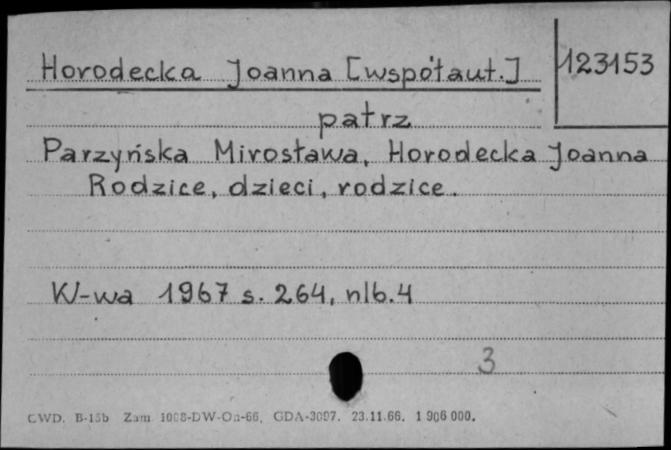 Horodecka Joanna [współaut.]
123153
patrz
Parzyńska Mirosława, Horodecka Joanna
Rodzice, dzieci, rodzice.
W-wa 1967 s. 264, nlb. 4
3
CWD. B-15b Zam. 1008-DW-On-66, GDA-3097. 23.11.66. 1 906 000.